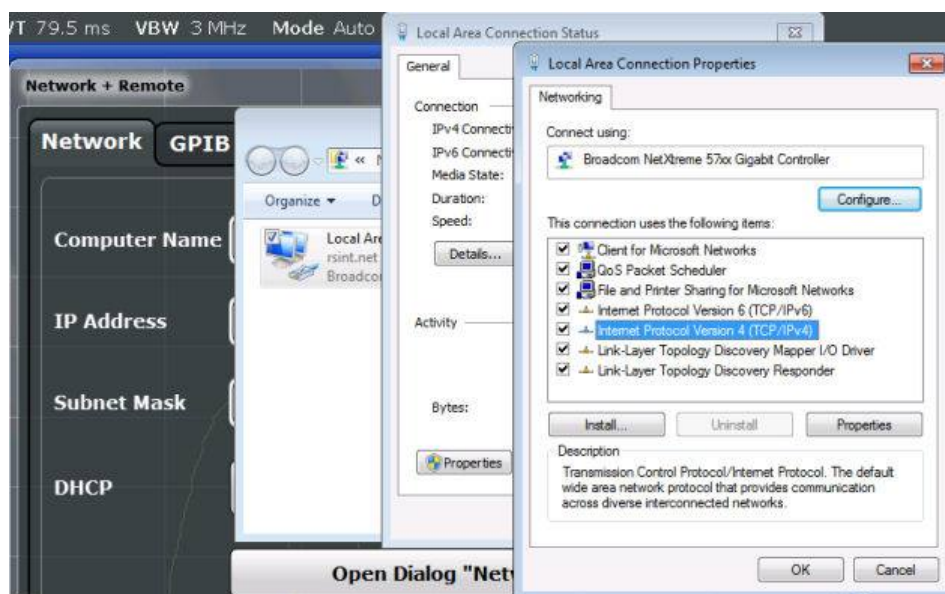 VT 79.5 ms VBW 3 MHz Mode Auto
Network + Remote
Network
GPIB
Computer Name
IP Address
Subnet Mask
DHCP
Open Dialog "Netw
Organize
Local Are
rsint.net
Broadco
Local Area Connection Status
General
Connection
IPv4 Connecti
IPv6 Connecti
Media State:
Duration:
Speed:
Details...
Activity
Bytes:
Properties
Local Area Connection Properties
Networking
Connect using:
Broadcom NetXtreme 57xx Gigabit Controller
Configure...
This connection uses the following items:
Client for Microsoft Networks
QoS Packet Scheduler
File and Printer Sharing for Microsoft Networks
Internet Protocol Version 6 (TCP/IPv6)
Internet Protocol Version 4 (TCP/IPv4)
Link-Layer Topology Discovery Mapper I/O Driver
Link-Layer Topology Discovery Responder
Install...
Uninstall
Properties
Description
Transmission Control Protocol/Internet Protocol. The default
wide area network protocol that provides communication
across diverse interconnected networks.
OK
Cancel